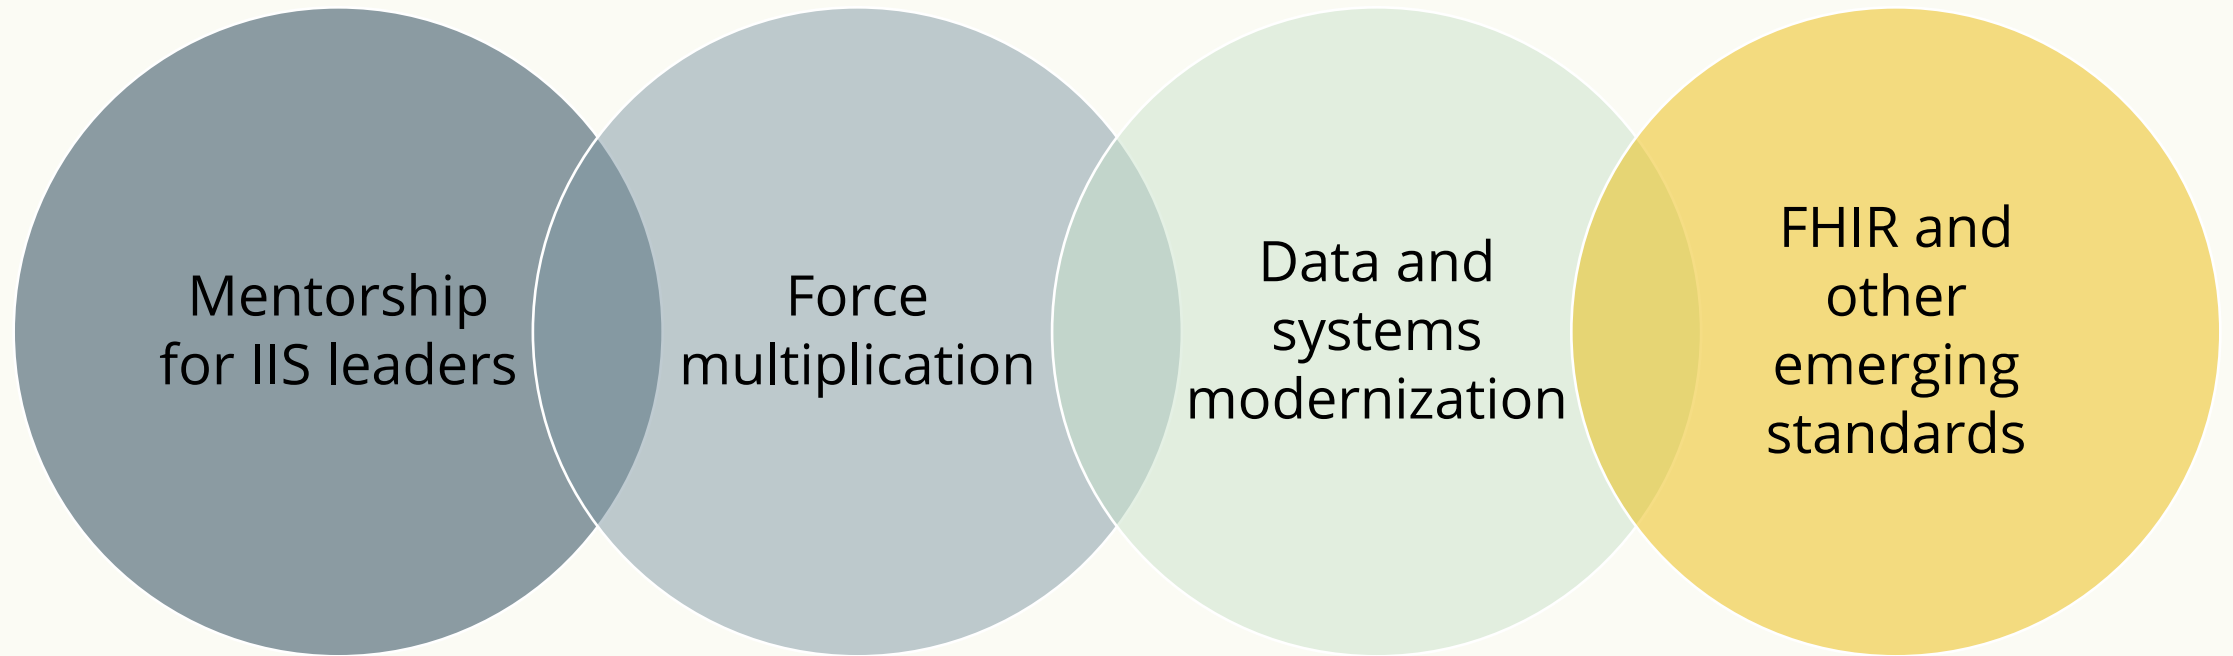 Mentorship
for IIS leaders
Force
multiplication
Data and
systems
modernization
FHIR and
other
emerging
standards